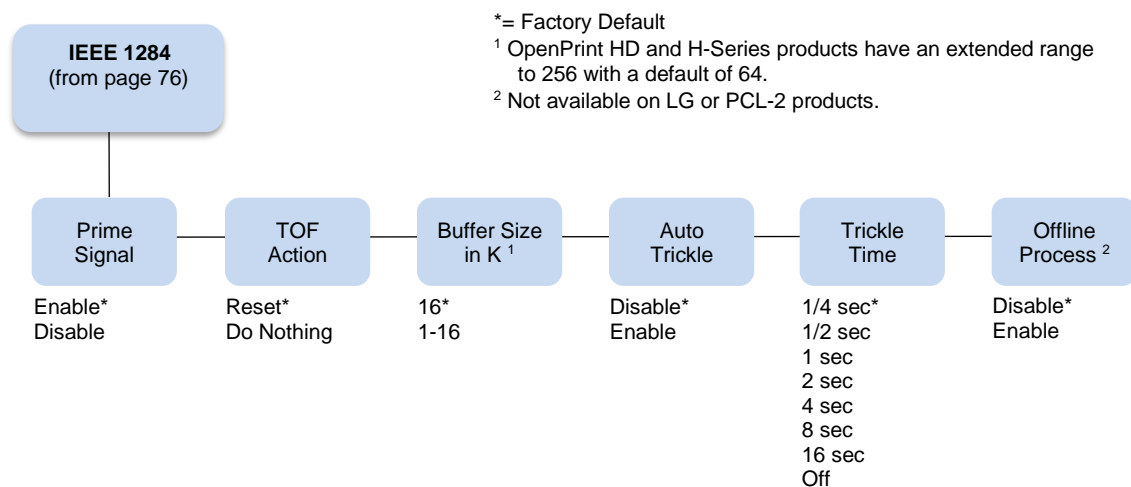 IEEE 1284
(from page 76)
*= Factory Default
1 OpenPrint HD and H-Series products have an extended range
to 256 with a default of 64.
2 Not available on LG or PCL-2 products.
Prime
Signal
Enable*
Disable
TOF
Action
Reset*
Do Nothing
Buffer Size
in K 1
16*
1-16
Auto
Trickle
Disable*
Enable
Trickle
Time
1/4 sec*
1/2 sec
1 sec
2 sec
4 sec
8 sec
16 sec
Off
Offline
Process 2
Disable*
Enable